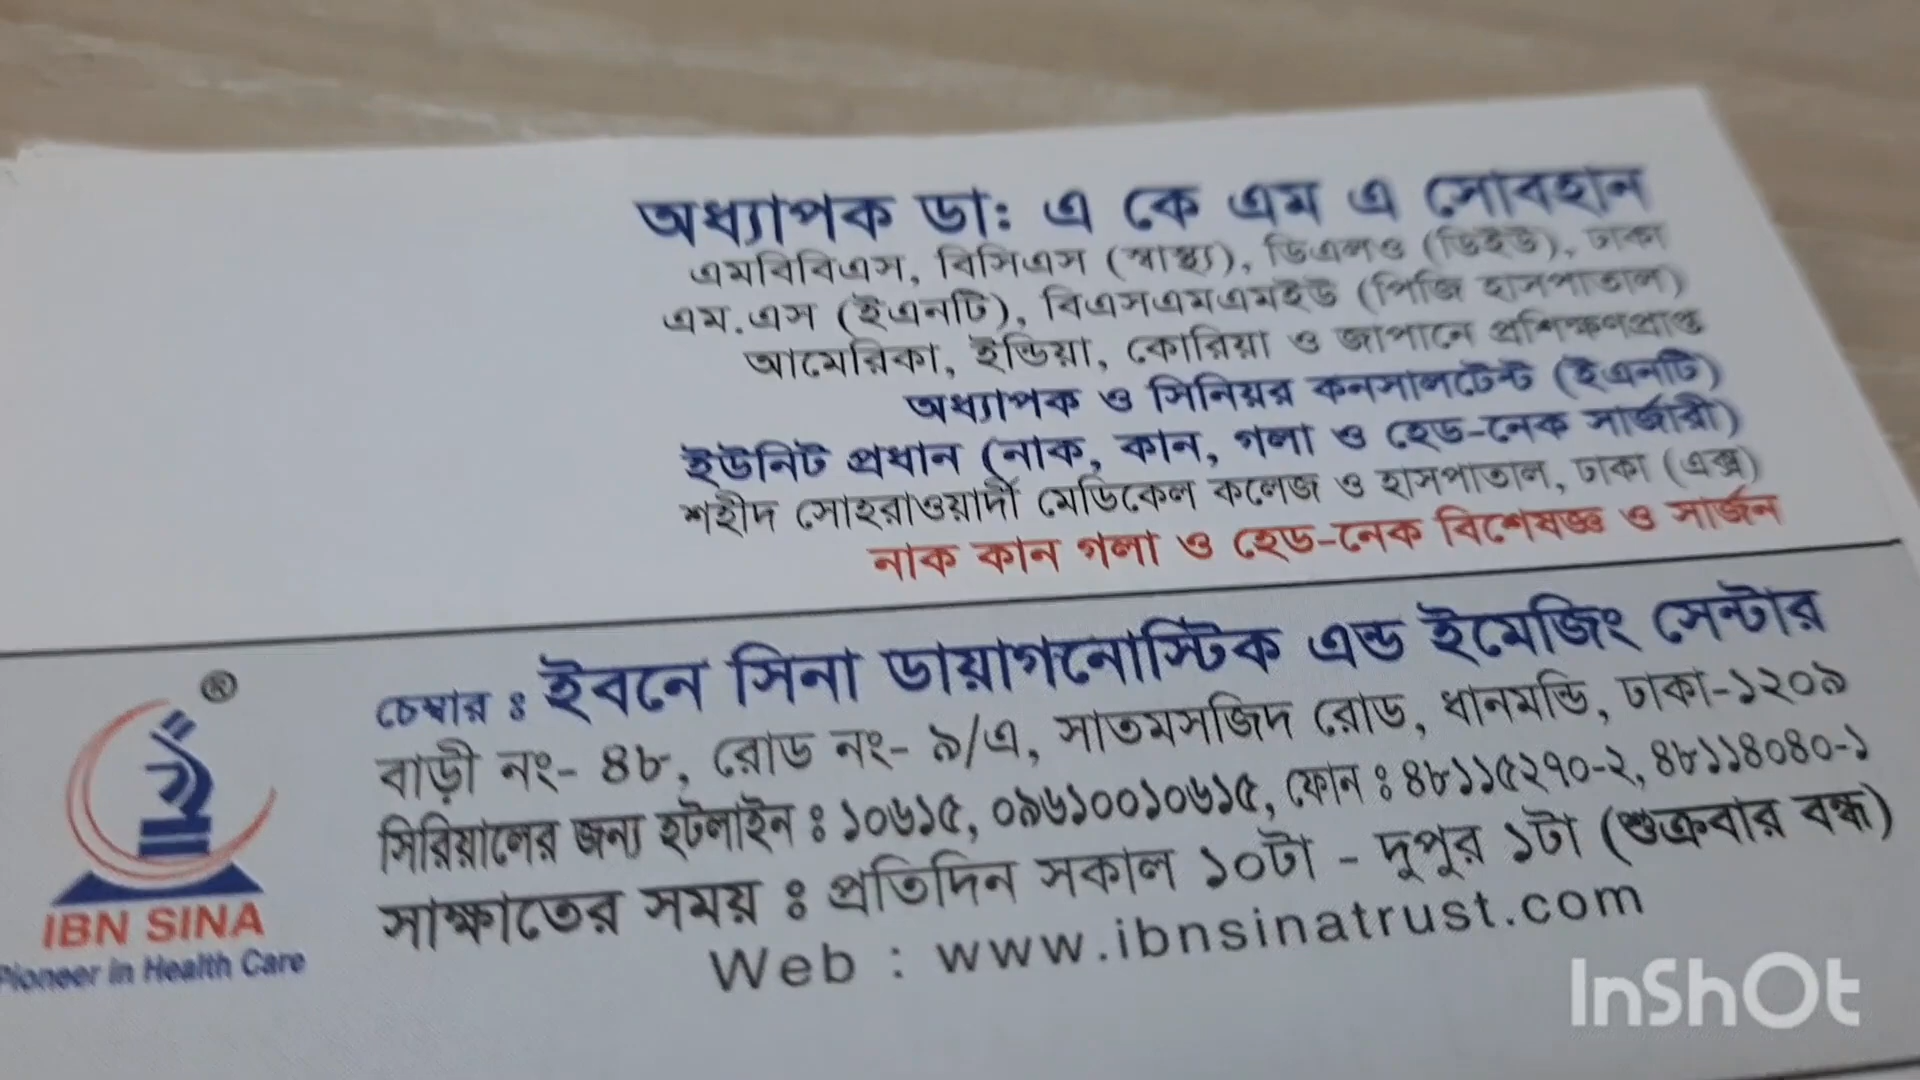 অধ্যাপক ডা: এ কে এম এ সোবহান
এমবিবিএস, বিসিএস (স্বাস্থ্য), ডিএলও (ডিইউ), ঢাকা
এম.এস (ইএনটি), বিএসএমএমইউ (পিজি হাসপাতাল)
আমেরিকা, ইন্ডিয়া, কোরিয়া ও জাপানে প্রশিক্ষণপ্রাপ্ত
অধ্যাপক ও সিনিয়র কনসালটেন্ট (ইএনটি)
ইউনিট প্রধান (নাক, কান, গলা ও হেড-নেক সার্জারী)
শহীদ সোহরাওয়ার্দী মেডিকেল কলেজ ও হাসপাতাল, ঢাকা (এক্স)
নাক কান গলা ও হেড-নেক বিশেষজ্ঞ ও সার্জন
®
চেম্বার ঃ ইবনে সিনা ডায়াগনোস্টিক এন্ড ইমেজিং সেন্টার
বাড়ী নং- ৪৮, রোড নং- ৯/এ, সাতমসজিদ রোড, ধানমন্ডি, ঢাকা-১২০৯
সিরিয়ালের জন্য হটলাইন ঃ ১০৬১৫, ০৯৬১০০১০৬১৫, ফোন ঃ ৪৮১১৫২৭০-২, ৪৮১১৪০৪০-১
সাক্ষাতের সময় ঃ প্রতিদিন সকাল ১০টা - দুপুর ১টা (শুক্রবার বন্ধ)
Web : www.ibnsinatrust.com
IBN SINA
Pioneer in Health Care
InShOt